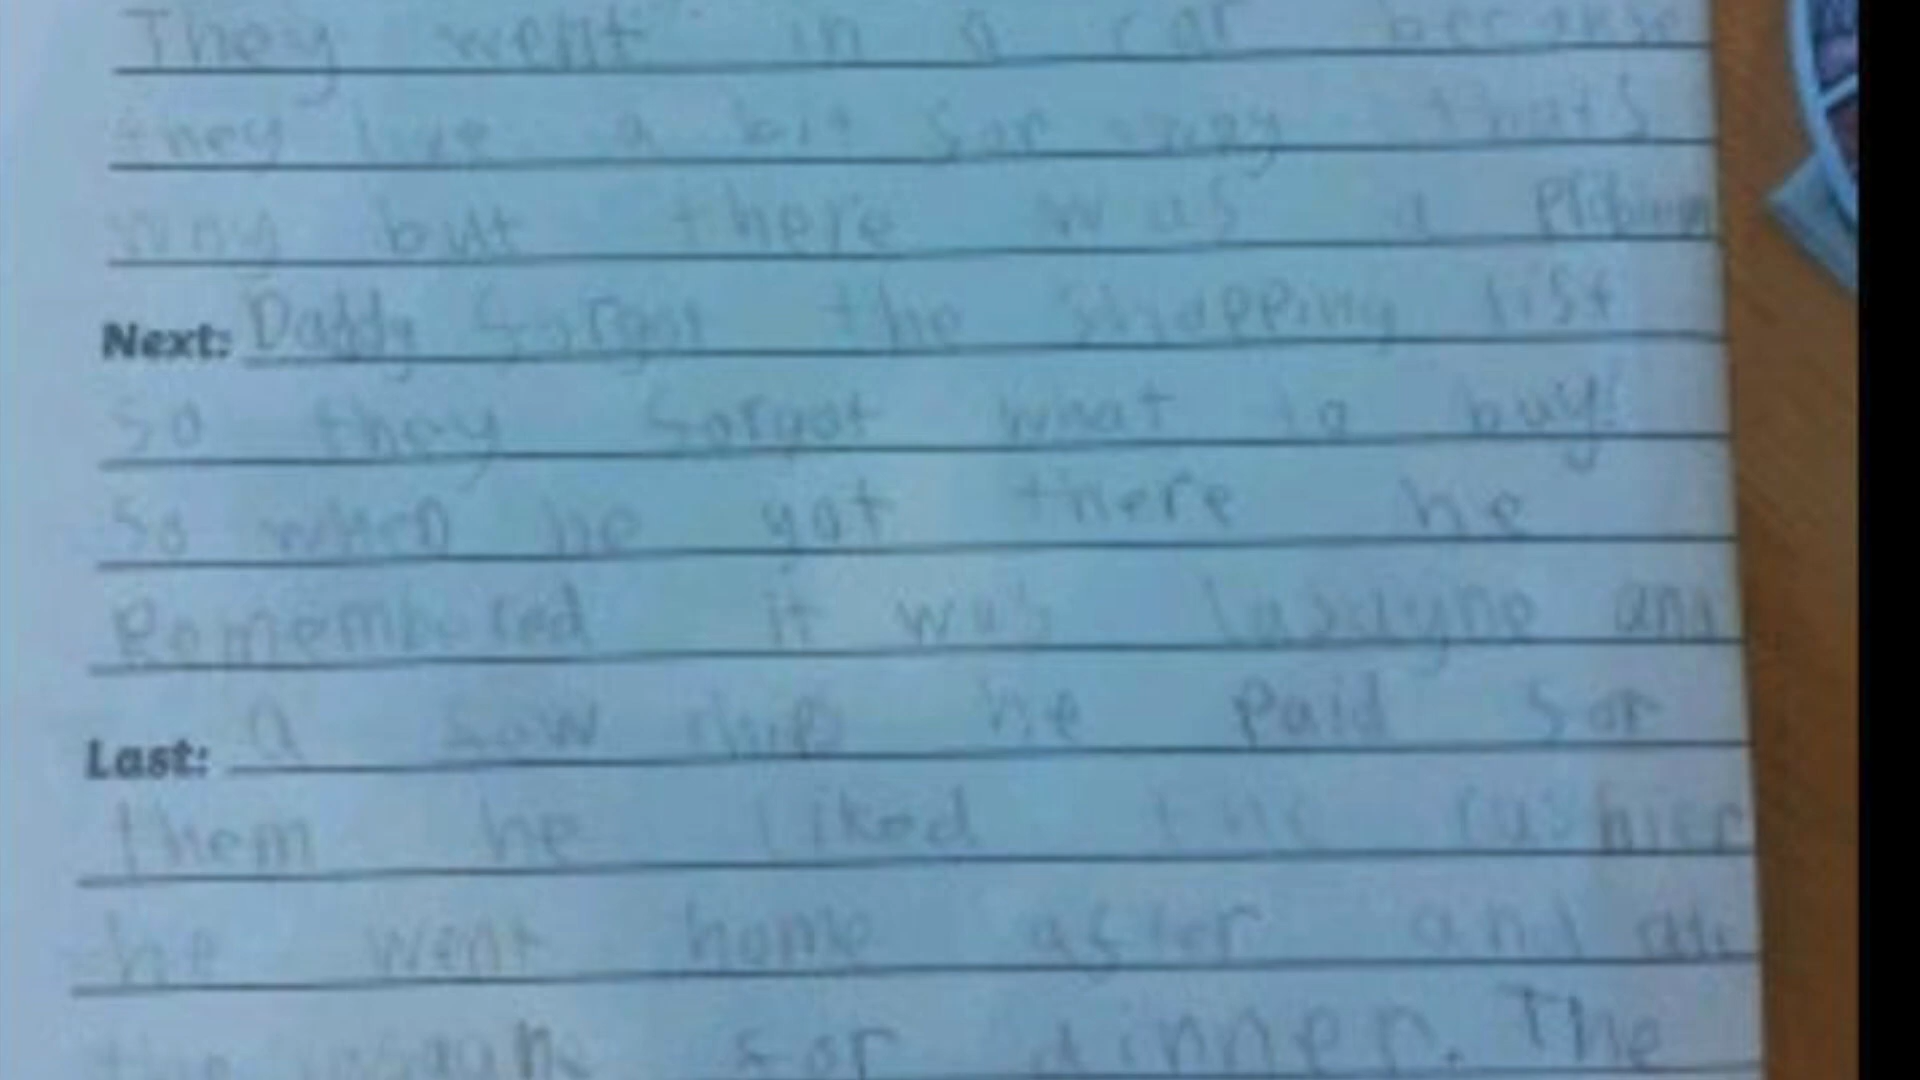 They went in a car because
they live a bit far away thats
but there was a
Next: Daddy forgot the shopping list
So they forgot what to buy!
So when he got there he
Remembered it was lasagne and
Last: a he paid for
them he liked the cashier
he went home after and
for dinner. The